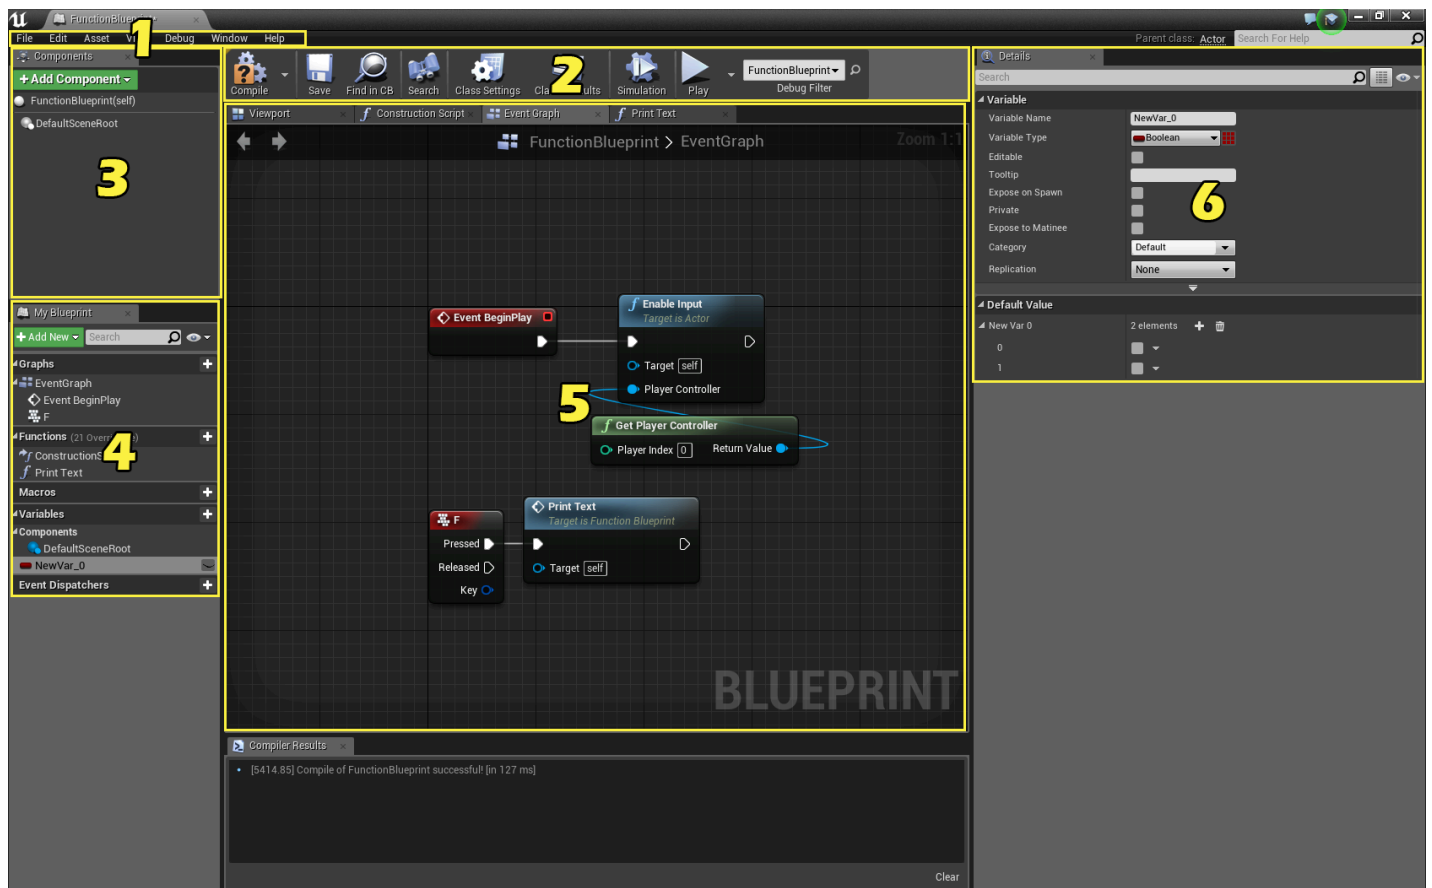 FunctionBlueprint*
1
File Edit Asset Debug Window Help
Parent class: Actor Search For Help
Components
+Add Component
FunctionBlueprint(self)
DefaultSceneRoot
3
Compile
Save
Find in CB
Search
Class Settings
2
Simulation
Play
FunctionBlueprint
Debug Filter
Viewport
Construction Script
Event Graph
Print Text
FunctionBlueprint > EventGraph
Zoom 1:1
Event BeginPlay
Enable Input
Target is Actor
Target self
Player Controller
5
Get Player Controller
Player Index 0 Return Value
F
Pressed
Released
Key
Print Text
Target is Function Blueprint
Target self
BLUEPRINT
My Blueprint
+Add New Search
Graphs
EventGraph
Event BeginPlay
F
Functions
4
Print Text
Macros
Variables
Components
DefaultSceneRoot
NewVar_0
Event Dispatchers
Compiler Results
[5414.85] Compile of FunctionBlueprint successful! [in 127 ms]
Clear
Details
Search
Variable
Variable Name NewVar_0
Variable Type Boolean
Editable
Tooltip
Expose on Spawn
6
Private
Expose to Matinee
Category Default
Replication None
Default Value
New Var 0 2 elements
0
1